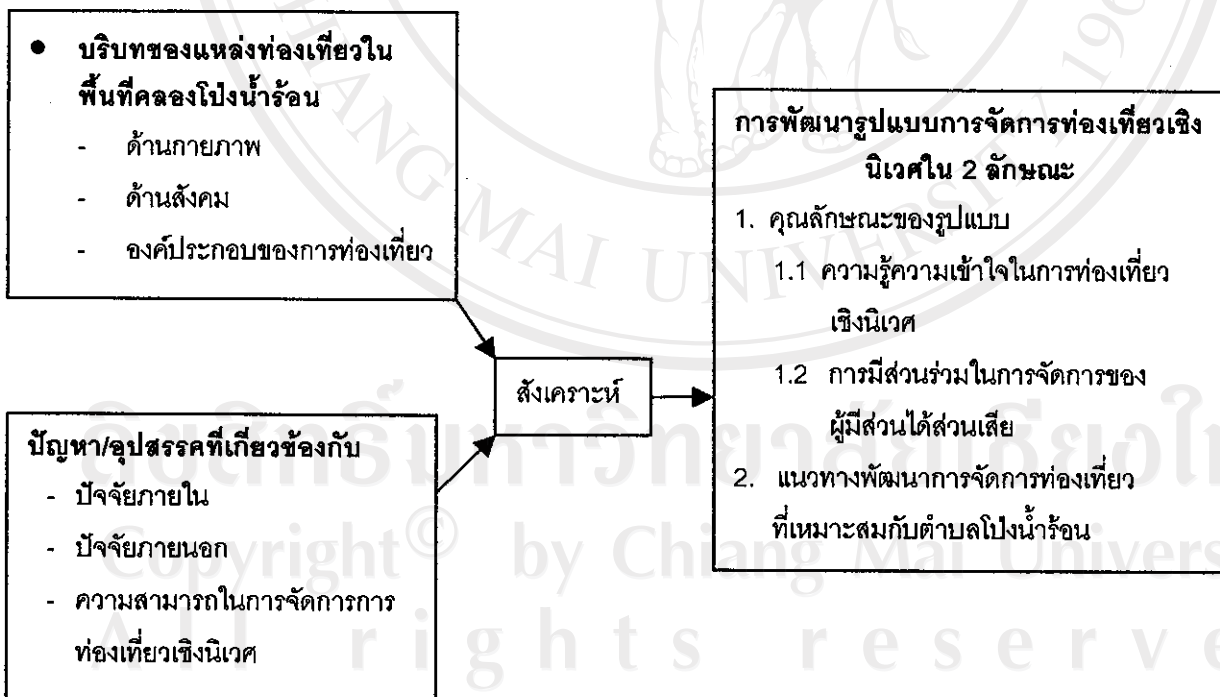 ● บริบทของแหล่งท่องเที่ยวใน
พื้นที่คลองโป่งน้ำร้อน
- ด้านกายภาพ
- ด้านสังคม
- องค์ประกอบของการท่องเที่ยว
ปัญหา/อุปสรรคที่เกี่ยวข้องกับ
- ปัจจัยภายใน
- ปัจจัยภายนอก
- ความสามารถในการจัดการการ
ท่องเที่ยวเชิงนิเวศ
สังเคราะห์
การพัฒนารูปแบบการจัดการท่องเที่ยวเชิง
นิเวศใน 2 ลักษณะ
1. คุณลักษณะของรูปแบบ
1.1 ความรู้ความเข้าใจในการท่องเที่ยว
เชิงนิเวศ
1.2 การมีส่วนร่วมในการจัดการของ
ผู้มีส่วนได้ส่วนเสีย
2. แนวทางพัฒนาการจัดการท่องเที่ยว
ที่เหมาะสมกับตำบลโป่งน้ำร้อน
MAI UNIVERSITY
Copyright© by Chiang Mai Univers
All rights reserve